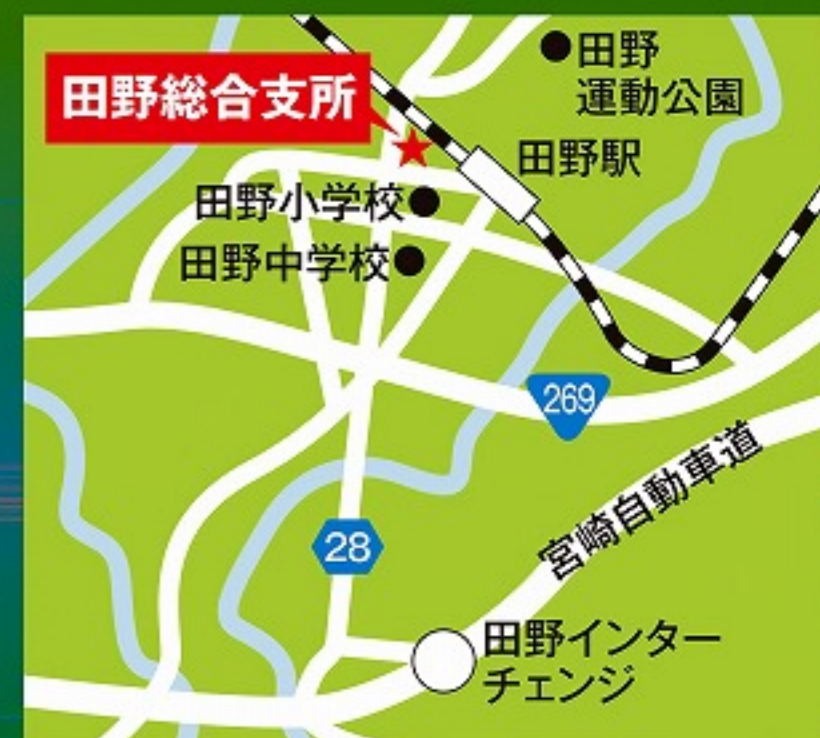 田野
運動公園
田野総合支所
田野駅
田野小学校
田野中学校
269
宮崎自動車道
28
田野インター
チェンジ